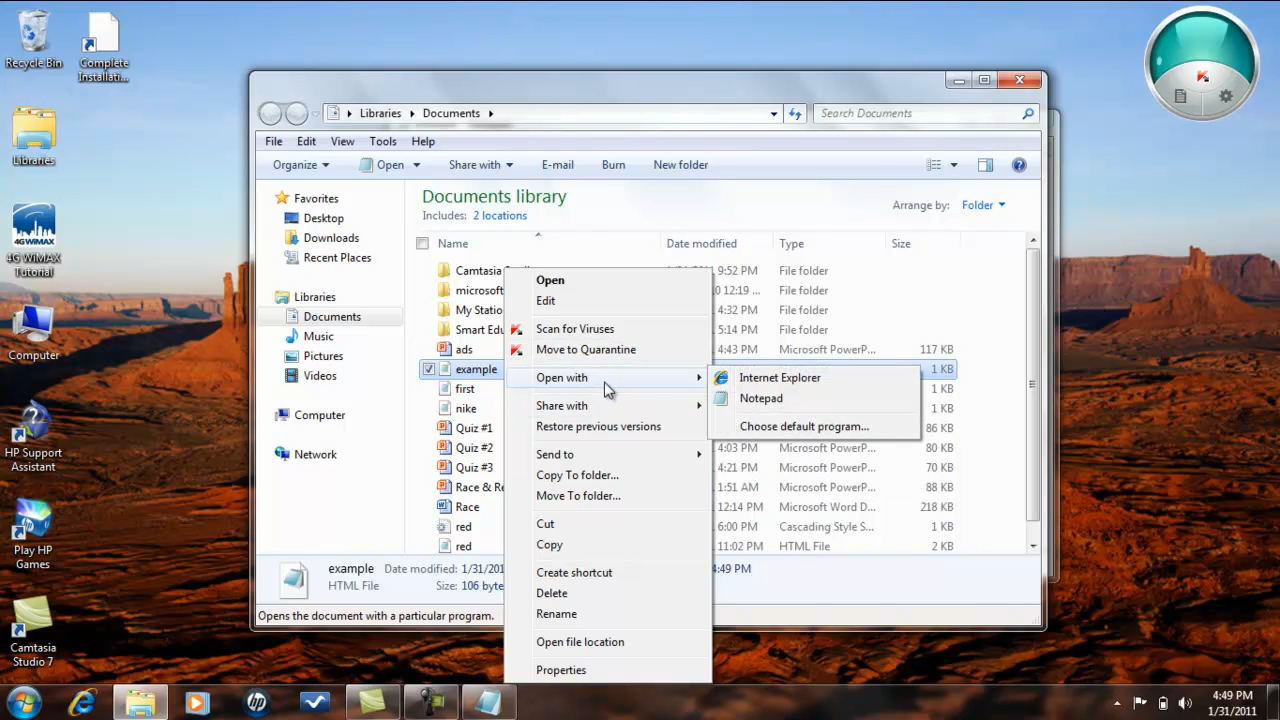 Recycle Bin
Complete
Installati...
Libraries
4G WiMAX
4G WiMAX
Tutorial
Computer
HP Support
Assistant
Play HP
Games
Camtasia
Studio 7
Libraries Documents
Search Documents
File Edit View Tools Help
Organize Open Share with E-mail Burn New folder
Documents library
Includes: 2 locations
Arrange by: Folder
Favorites
Desktop
Downloads
Recent Places
Libraries
Documents
Music
Pictures
Videos
Computer
Network
Name Date modified Type Size
Camtasia 9:52 PM File folder
microsoft 12:19 ... File folder
My Statio 4:32 PM File folder
Smart Edu 5:14 PM File folder
ads 4:43 PM Microsoft PowerP... 117 KB
example 1 KB
first 1 KB
nike 1 KB
Quiz #1 86 KB
Quiz #2 4:03 PM Microsoft PowerP... 80 KB
Quiz #3 4:21 PM Microsoft PowerP... 70 KB
Race & Re 1:51 AM Microsoft PowerP... 88 KB
Race 12:14 PM Microsoft Word D... 218 KB
red 6:00 PM Cascading Style S... 1 KB
red 11:02 PM HTML File 2 KB
Open
Edit
Scan for Viruses
Move to Quarantine
Open with
Share with
Restore previous versions
Send to
Copy To folder...
Move To folder...
Cut
Copy
Create shortcut
Delete
Rename
Open file location
Properties
Internet Explorer
Notepad
Choose default program...
example Date modified: 1/31/201 4:49 PM
HTML File Size: 106 byte
Opens the document with a particular program.
4:49 PM
1/31/2011